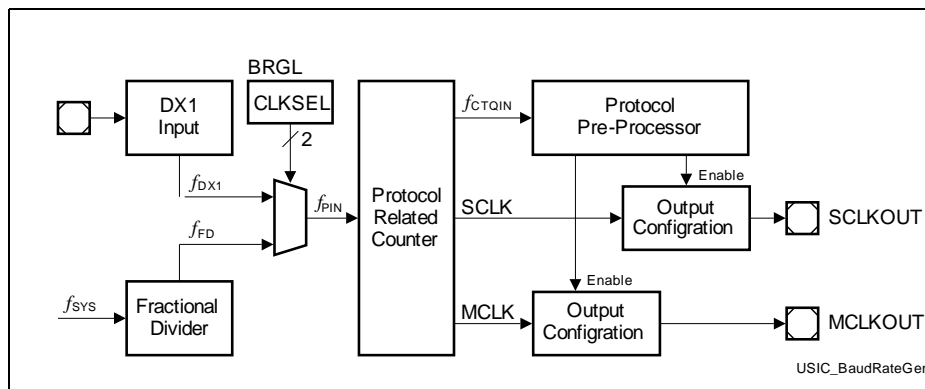 BRGL
CLKSEL
2
DX1
Input
fDX1
fFD
fSYS
Fractional
Divider
fPIN
Protocol
Related
Counter
fCTQIN
SCLK
MCLK
Protocol
Pre-Processor
Enable
Output
Configration
SCLKOUT
Enable
Output
Configration
MCLKOUT
USIC_BaudRateGen